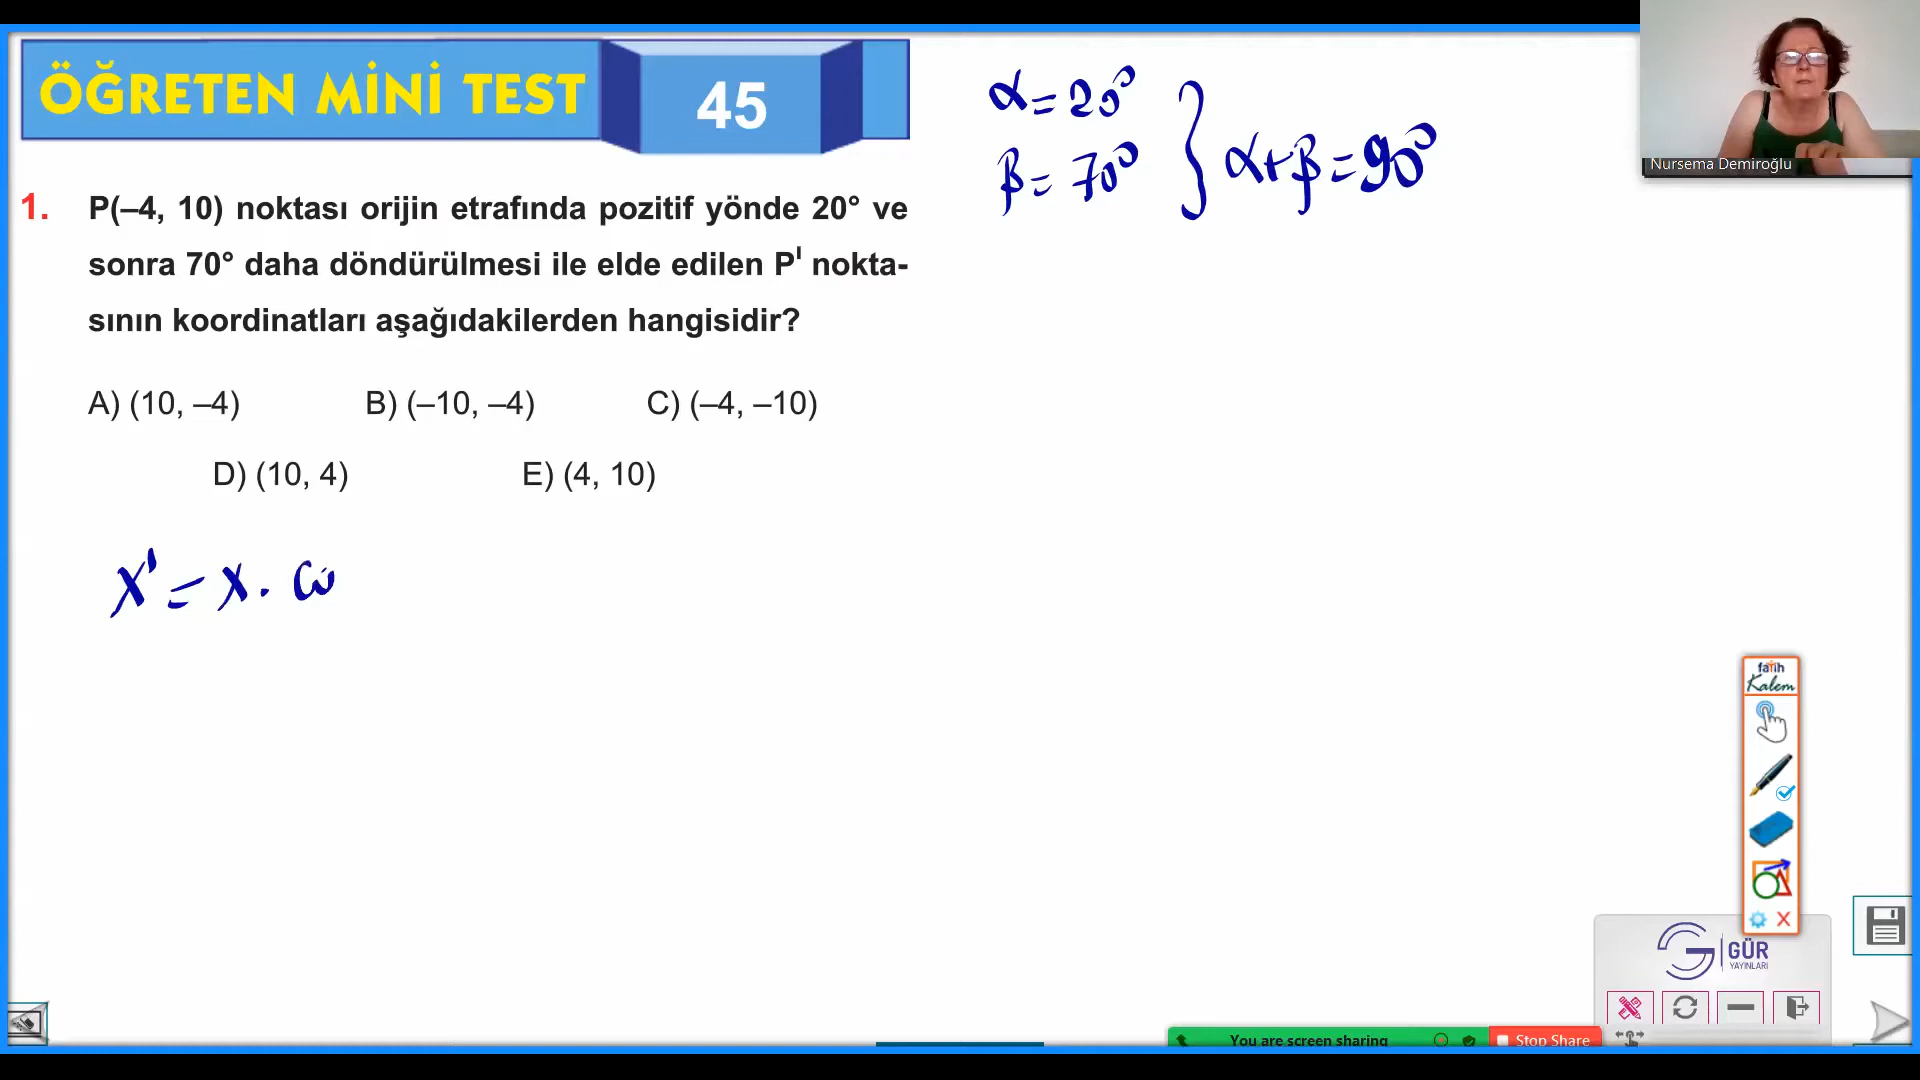 ÖĞRETEN MİNİ TEST 45
1. P(–4, 10) noktası orijin etrafında pozitif yönde 20° ve
sonra 70° daha döndürülmesi ile elde edilen Pᴵ nokta-
sının koordinatları aşağıdakilerden hangisidir?
A) (10, –4) B) (–10, –4) C) (–4, –10)
D) (10, 4) E) (4, 10)
x' = x . co
α = 20°
β = 70°
} α+β = 90°
Nursema Demiroğlu
fatih
Kalem
GÜR
YAYINLARI
You are screen sharing
Stop Share